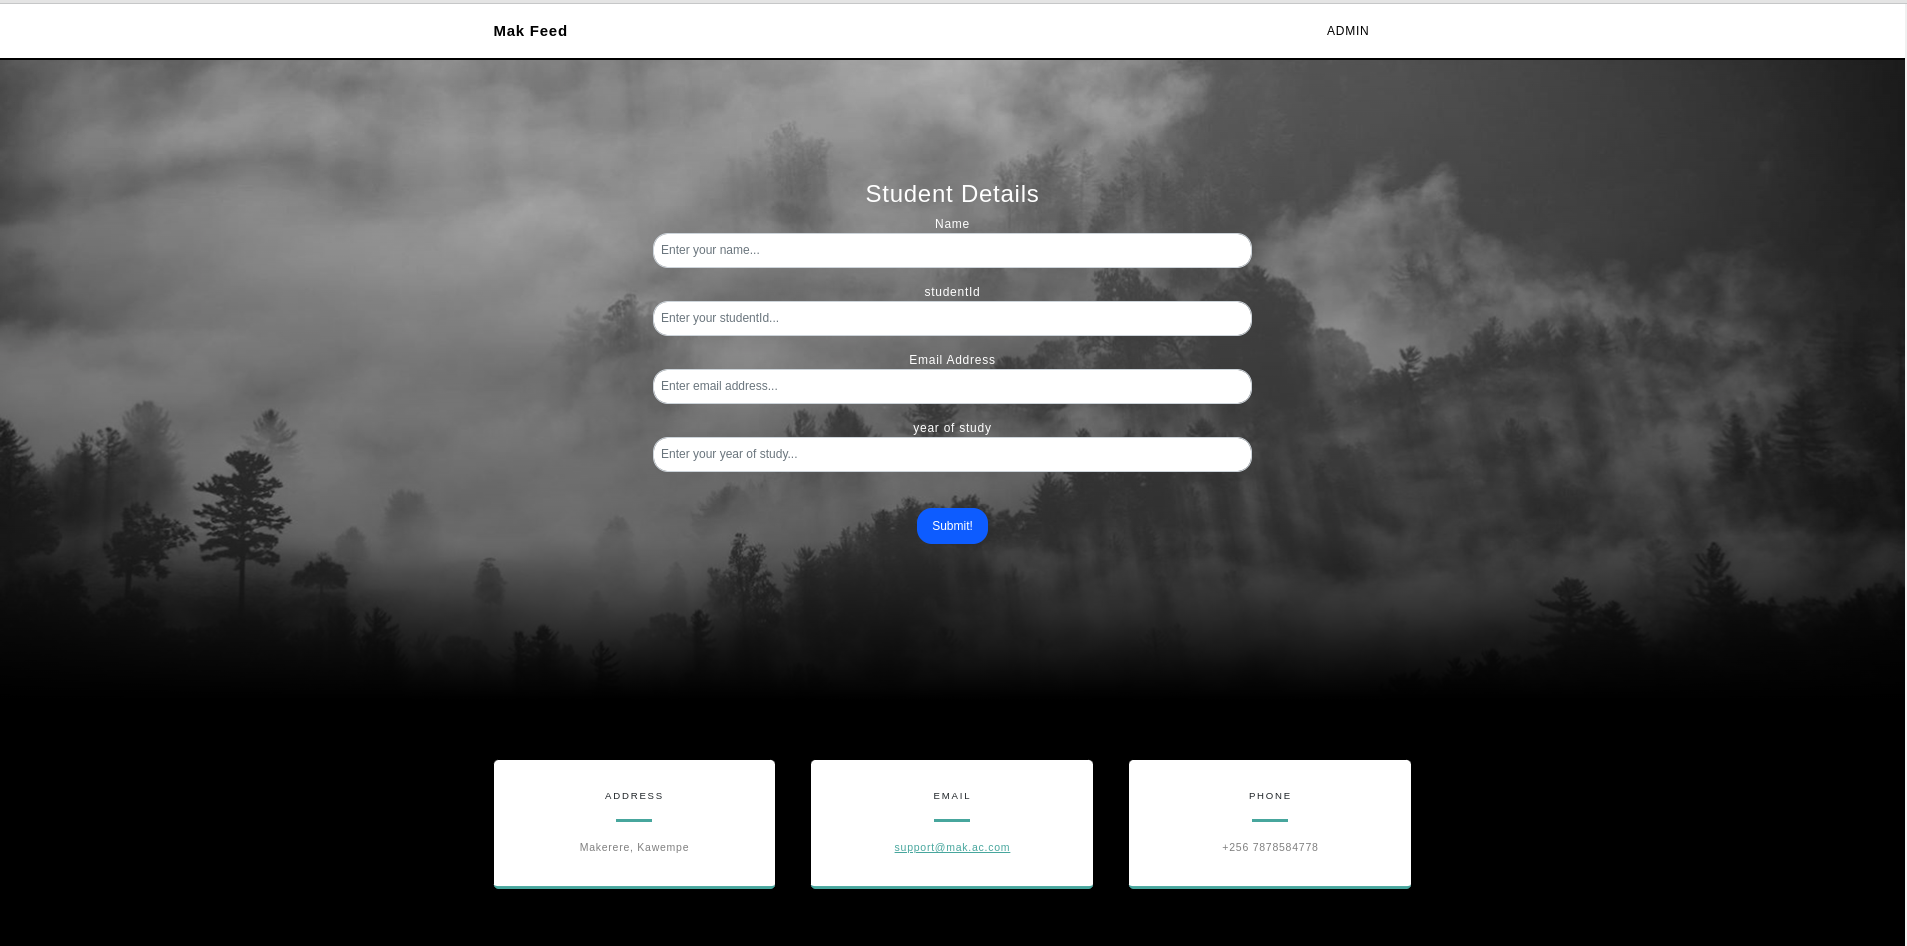 Mak Feed
ADMIN
Student Details
Name
Enter your name...
studentId
Enter your studentId...
Email Address
Enter email address...
year of study
Enter your year of study...
Submit!
ADDRESS
Makerere, Kawempe
EMAIL
support@mak.ac.com
PHONE
+256 7878584778